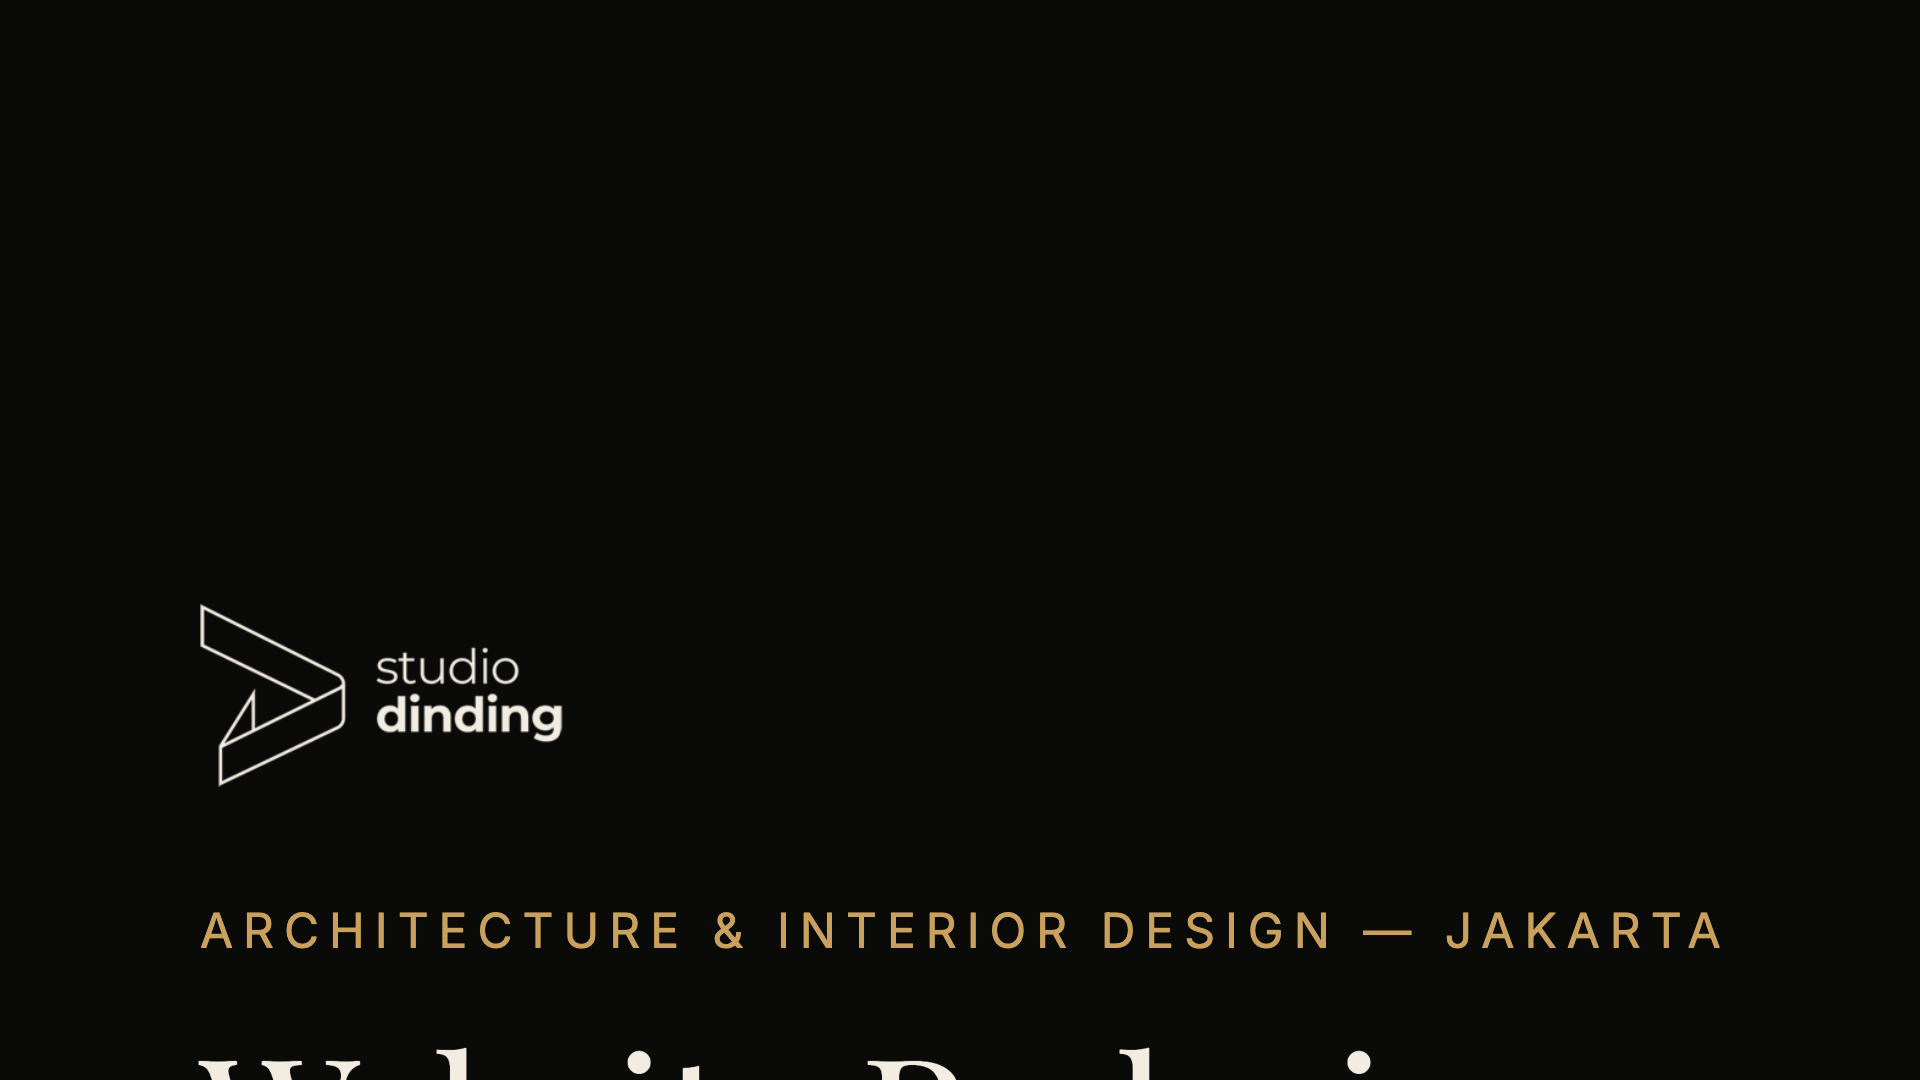 studio
dinding
ARCHITECTURE & INTERIOR DESIGN — JAKARTA